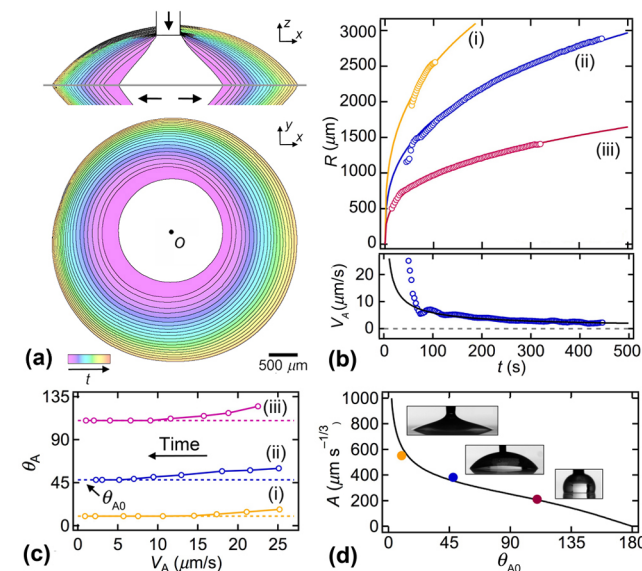 z
x
y
x
O
t
500 μm
(a)
R (μm)
3000
2500
2000
1500
1000
500
0
(i)
(ii)
(iii)
V_A (μm/s)
20
10
0
100
200
300
400
500
t (s)
(b)
θ_A
135
90
45
0
(iii)
Time
(ii)
θ_A0
(i)
0
5
10
15
20
25
V_A (μm/s)
(c)
A (μm s^-1/3)
1000
800
600
400
200
0
0
45
90
135
180
θ_A0
(d)